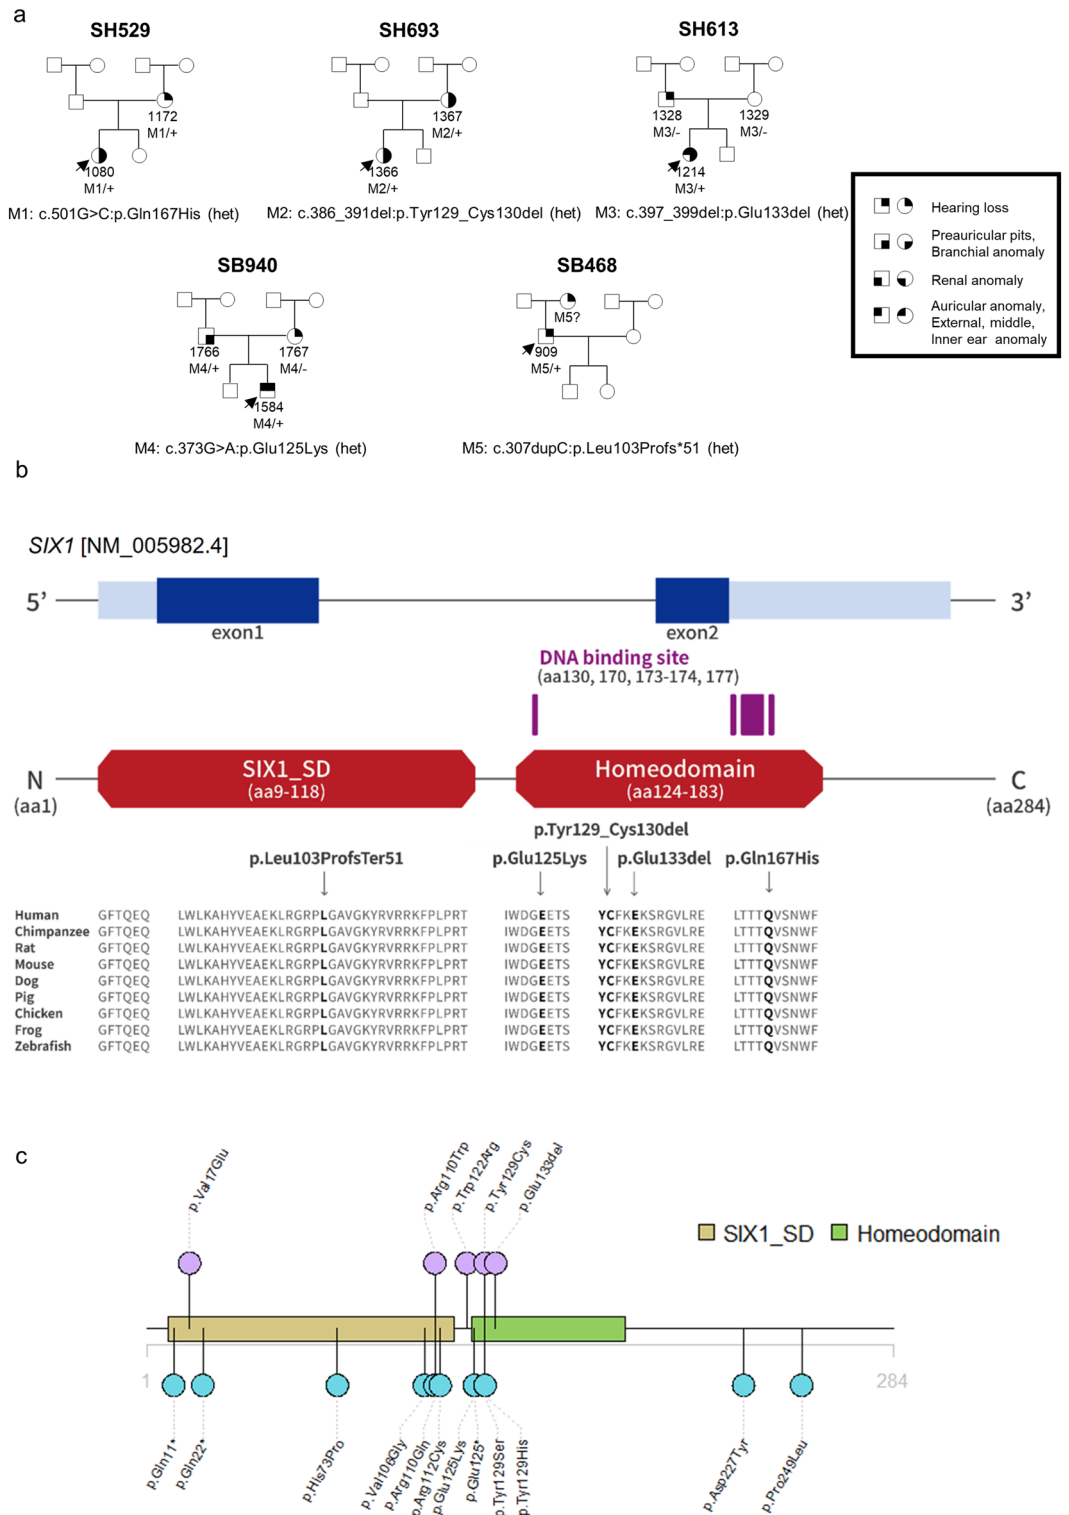 a
SH529
SH693
SH613
1172
M1/+
1367
M2/+
1328
M3/-
1329
M3/-
1080
M1/+
1366
M2/+
1214
M3/+
M1: c.501G>C:p.Gln167His (het)
M2: c.386_391del:p.Tyr129_Cys130del (het)
M3: c.397_399del:p.Glu133del (het)
Hearing loss
Preauricular pits,
Branchial anomaly
Renal anomaly
Auricular anomaly,
External, middle,
Inner ear anomaly
SB940
SB468
M5?
1766
M4/+
1767
M4/-
909
M5/+
1584
M4/+
M4: c.373G>A:p.Glu125Lys (het)
M5: c.307dupC:p.Leu103Profs*51 (het)
b
SIX1 [NM_005982.4]
5’
3’
exon1
exon2
DNA binding site
(aa130, 170, 173-174, 177)
N
(aa1)
SIX1_SD
(aa9-118)
Homeodomain
(aa124-183)
C
(aa284)
p.Tyr129_Cys130del
p.Leu103ProfsTer51
p.Glu125Lys
p.Glu133del
p.Gln167His
Human GFTQEQ LWLKAHYVEAEKLRGRPLGAVGKYRVRRKFPLPRT IWDGEETS YCFKEKSRGVLRE LTTTQVSNWF
Chimpanzee GFTQEQ LWLKAHYVEAEKLRGRPLGAVGKYRVRRKFPLPRT IWDGEETS YCFKEKSRGVLRE LTTTQVSNWF
Rat GFTQEQ LWLKAHYVEAEKLRGRPLGAVGKYRVRRKFPLPRT IWDGEETS YCFKEKSRGVLRE LTTTQVSNWF
Mouse GFTQEQ LWLKAHYVEAEKLRGRPLGAVGKYRVRRKFPLPRT IWDGEETS YCFKEKSRGVLRE LTTTQVSNWF
Dog GFTQEQ LWLKAHYVEAEKLRGRPLGAVGKYRVRRKFPLPRT IWDGEETS YCFKEKSRGVLRE LTTTQVSNWF
Pig GFTQEQ LWLKAHYVEAEKLRGRPLGAVGKYRVRRKFPLPRT IWDGEETS YCFKEKSRGVLRE LTTTQVSNWF
Chicken GFTQEQ LWLKAHYVEAEKLRGRPLGAVGKYRVRRKFPLPRT IWDGEETS YCFKEKSRGVLRE LTTTQVSNWF
Frog GFTQEQ LWLKAHYVEAEKLRGRPLGAVGKYRVRRKFPLPRT IWDGEETS YCFKEKSRGVLRE LTTTQVSNWF
Zebrafish GFTQEQ LWLKAHYVEAEKLRGRPLGAVGKYRVRRKFPLPRT IWDGEETS YCFKEKSRGVLRE LTTTQVSNWF
c
p.Val17Glu
p.Arg110Trp
p.Trp122Arg
p.Tyr129Cys
p.Glu133del
SIX1_SD
Homeodomain
1
284
p.Gln11*
p.Gln22*
p.His73Pro
p.Val106Gly
p.Arg110Gln
p.Arg112Cys
p.Glu125Lys
p.Glu125*
p.Tyr129Ser
p.Tyr129His
p.Asp227Tyr
p.Pro249Leu